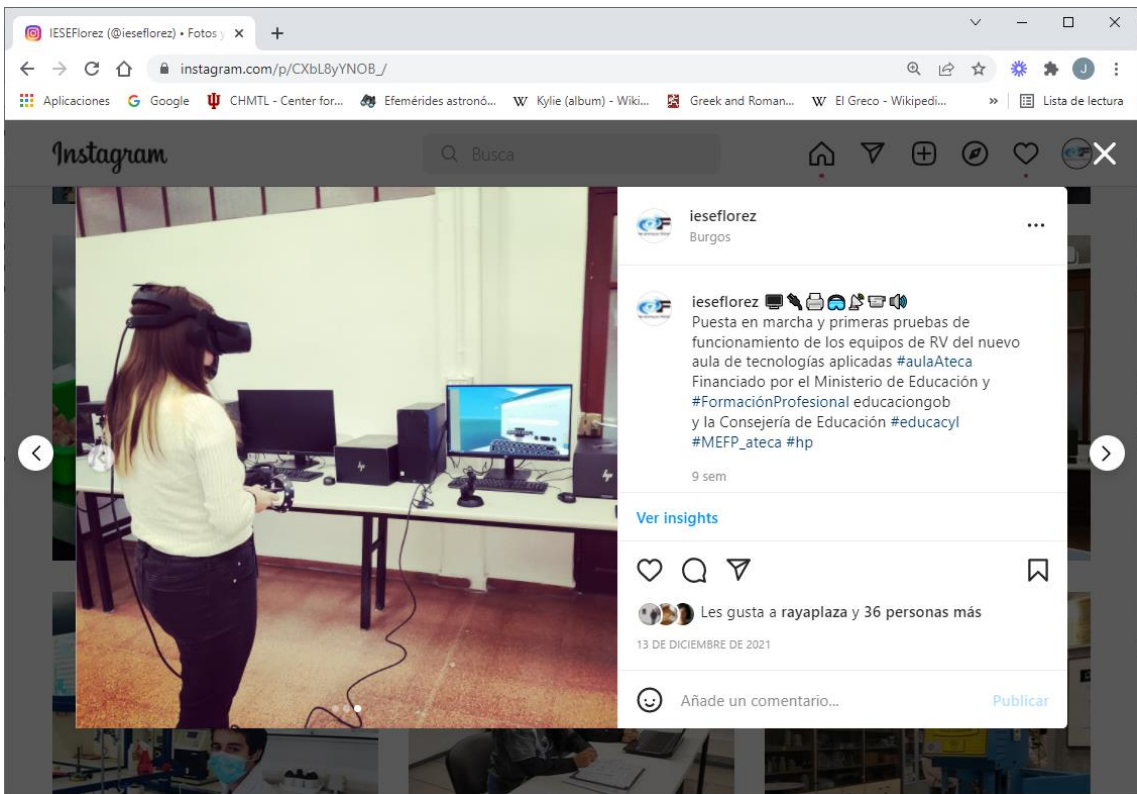 IESEFlorez (@ieseflorez) • Fotos y
instagram.com/p/CXbL8yYNOB_/
J
Aplicaciones
Google
CHMTL - Center for...
Efemérides astronó...
Kylie (album) - Wiki...
Greek and Roman...
El Greco - Wikipedi...
»
Lista de lectura
Instagram
Busca
ieseflorez
Burgos
ieseflorez
Puesta en marcha y primeras pruebas de
funcionamiento de los equipos de RV del nuevo
aula de tecnologías aplicadas #aulaAteca
Financiado por el Ministerio de Educación y
#FormaciónProfesional educaciongob
y la Consejería de Educación #educacyl
#MEFP_ateca #hp
9 sem
Ver insights
Les gusta a rayaplaza y 36 personas más
13 DE DICIEMBRE DE 2021
Añade un comentario...
Publicar
hp